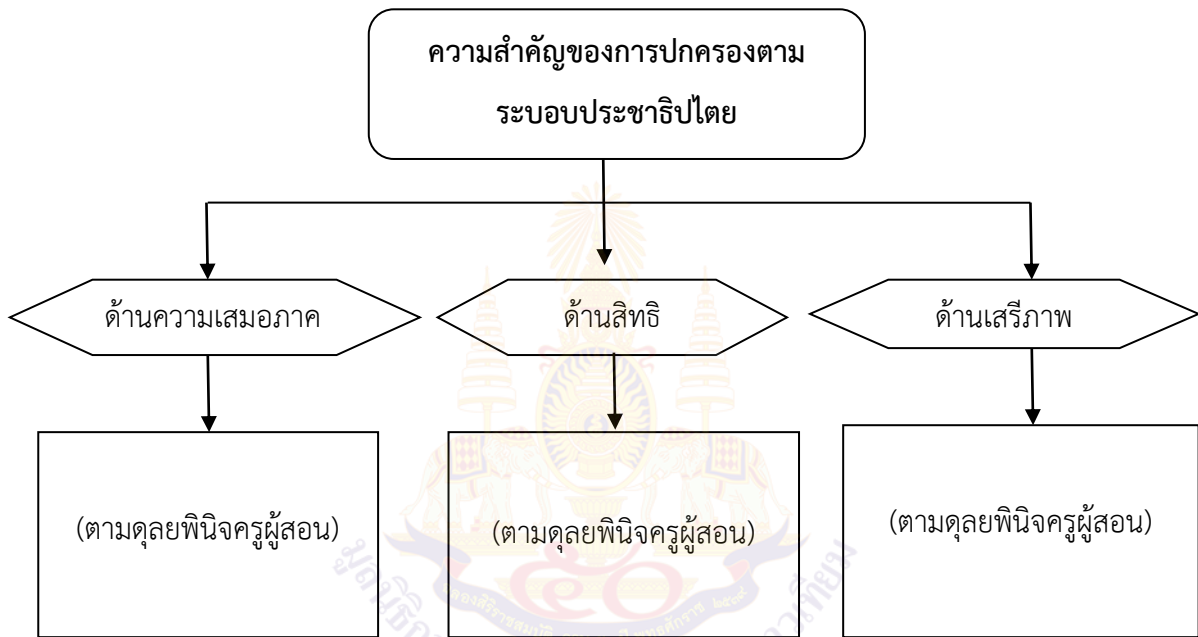 ความสำคัญของการปกครองตาม
ระบอบประชาธิปไตย
ด้านความเสมอภาค
ด้านสิทธิ
ด้านเสรีภาพ
(ตามดุลยพินิจครูผู้สอน)
(ตามดุลยพินิจครูผู้สอน)
(ตามดุลยพินิจครูผู้สอน)